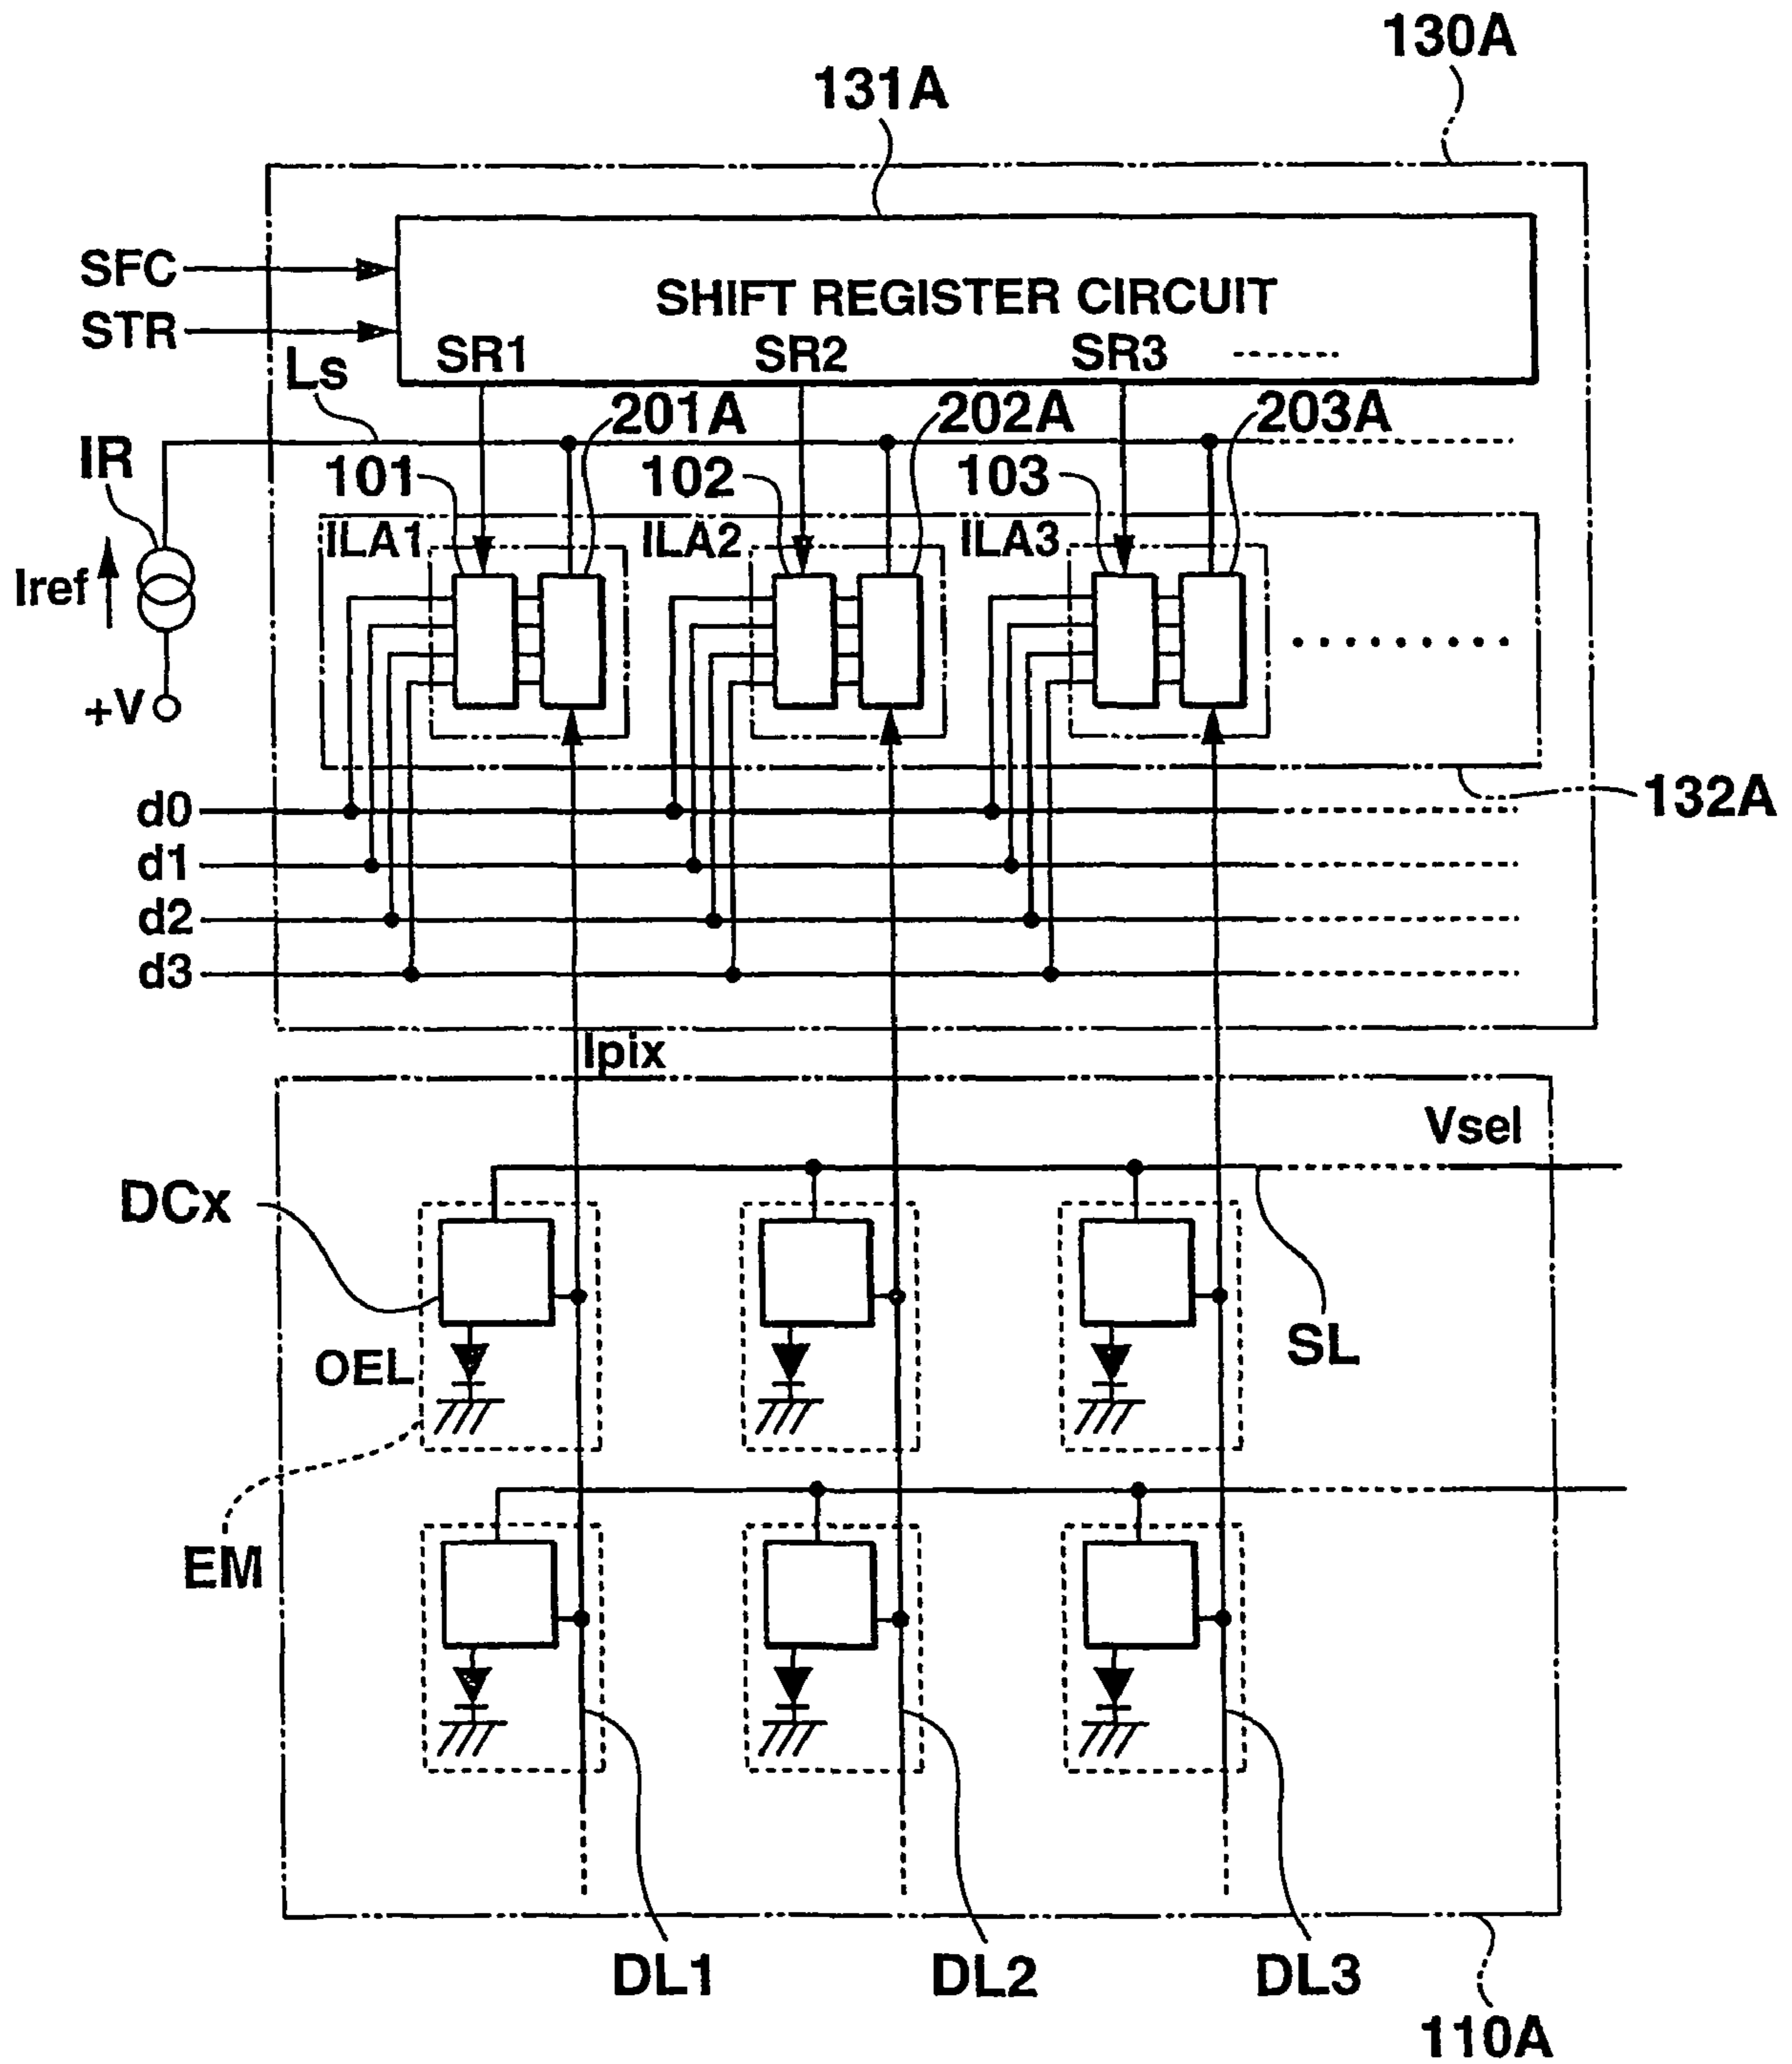 130A
131A
SFC
STR
SHIFT REGISTER CIRCUIT
SR1 SR2 SR3
Ls
201A 202A 203A
IR
101 102 103
ILA1 ILA2 ILA3
Iref
+V
132A
d0
d1
d2
d3
Ipix
Vsel
DCx
SL
OEL
EM
DL1 DL2 DL3
110A